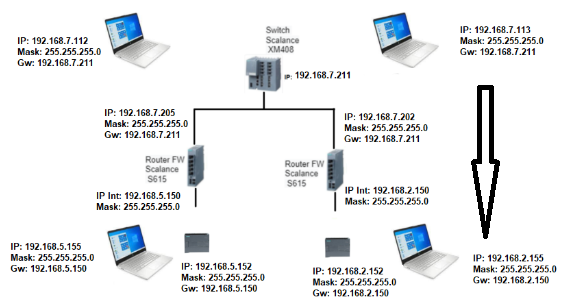 Switch
Scalance
XM408
IP: 192.168.7.211
IP: 192.168.7.112
Mask: 255.255.255.0
Gw: 192.168.7.211
IP: 192.168.7.113
Mask: 255.255.255.0
Gw: 192.168.7.211
IP: 192.168.7.205
Mask: 255.255.255.0
Gw: 192.168.7.211
IP: 192.168.7.202
Mask: 255.255.255.0
Gw: 192.168.7.211
Router FW
Scalance
S615
Router FW
Scalance
S615
IP Int: 192.168.5.150
Mask: 255.255.255.0
IP Int: 192.168.2.150
Mask: 255.255.255.0
IP: 192.168.5.155
Mask: 255.255.255.0
Gw: 192.168.5.150
IP: 192.168.5.152
Mask: 255.255.255.0
Gw: 192.168.5.150
IP: 192.168.2.152
Mask: 255.255.255.0
Gw: 192.168.2.150
IP: 192.168.2.155
Mask: 255.255.255.0
Gw: 192.168.2.150